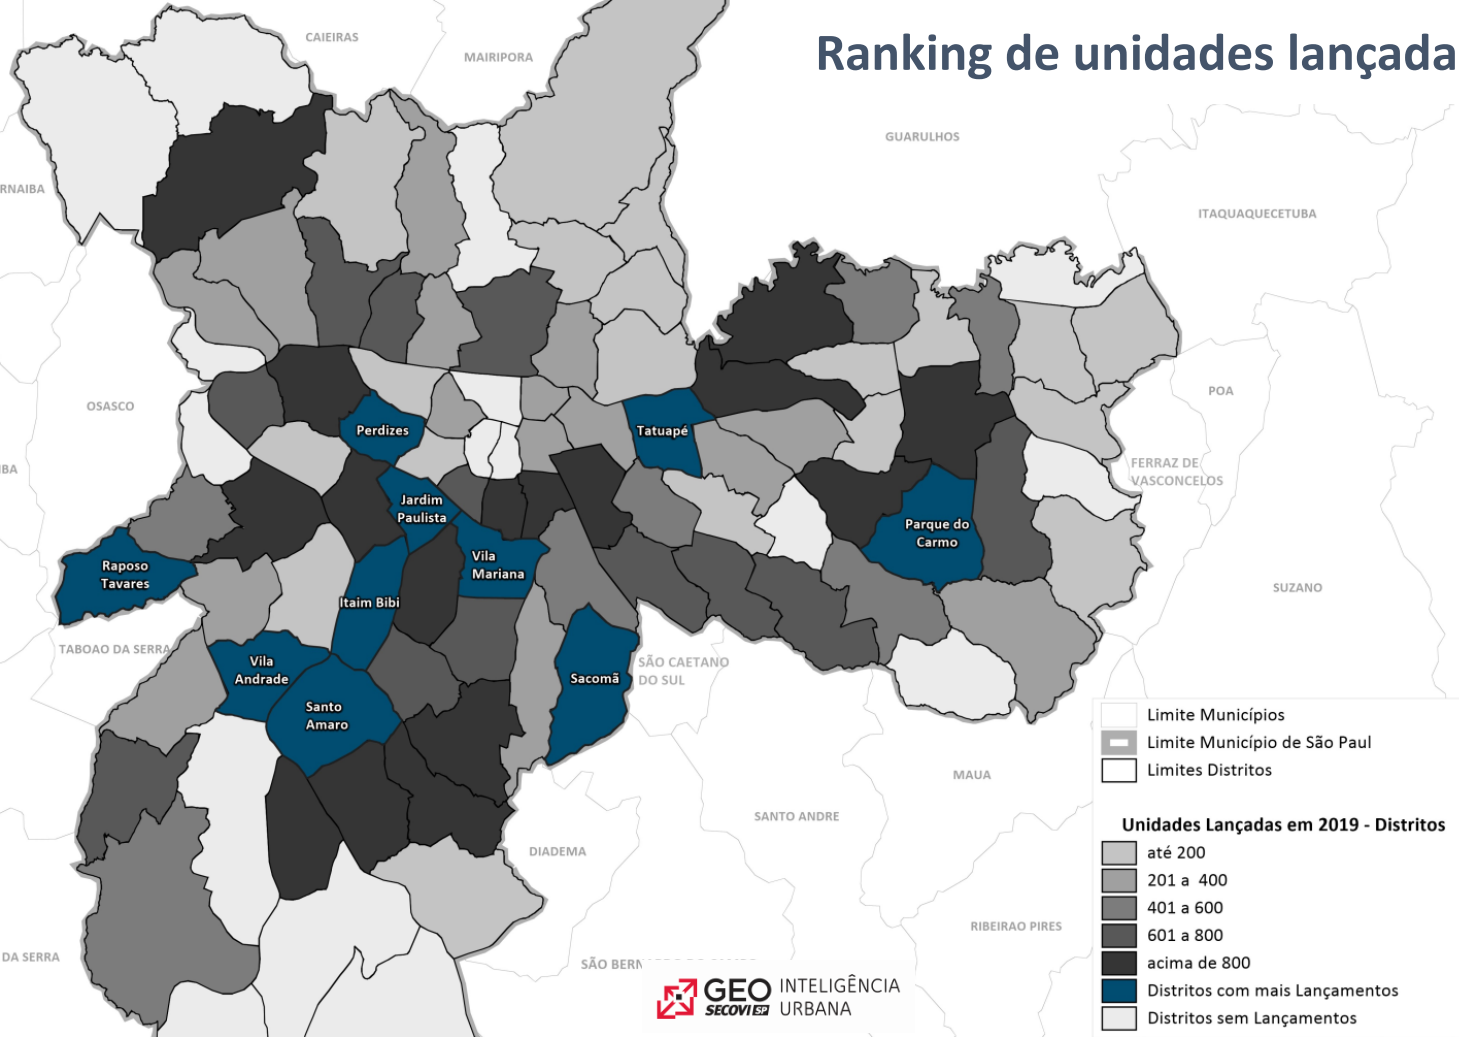 Ranking de unidades lançada
CAIEIRAS
MAIRIPORA
GUARULHOS
RNAIBA
ITAQUAQUECETUBA
OSASCO
POA
Perdizes
Tatuapé
IBA
FERRAZ DE
VASCONCELOS
Jardim
Paulista
Parque do
Carmo
Vila
Mariana
Raposo
Tavares
SUZANO
Itaim Bibi
TABOAO DA SERRA
Vila
Andrade
SÃO CAETANO
DO SUL
Sacomã
Santo
Amaro
MAUA
SANTO ANDRE
DIADEMA
RIBEIRAO PIRES
DA SERRA
SÃO BERN
GEO
SECOVI SP
INTELIGÊNCIA
URBANA
Limite Municípios
Limite Município de São Paul
Limites Distritos
Unidades Lançadas em 2019 - Distritos
até 200
201 a 400
401 a 600
601 a 800
acima de 800
Distritos com mais Lançamentos
Distritos sem Lançamentos